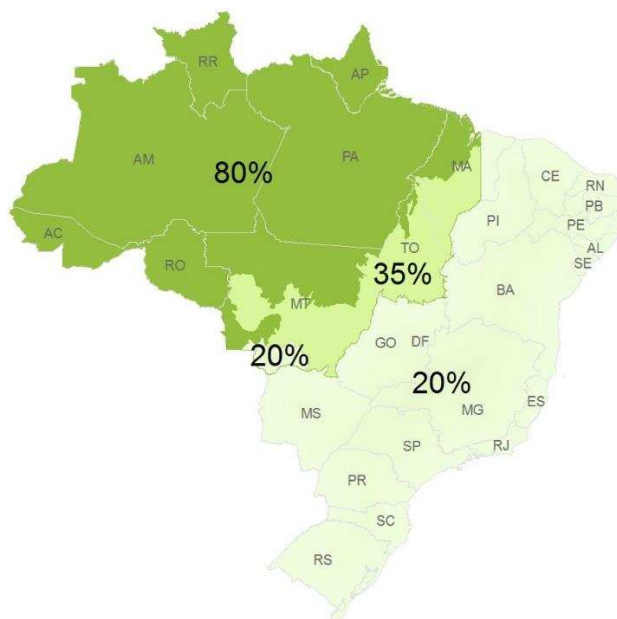 RR
AP
AM
PA
80%
MA
CE
RN
PB
PI
PE
AC
TO
AL
RO
35%
SE
BA
MT
20%
GO
DF
20%
MG
ES
MS
SP
RJ
PR
SC
RS